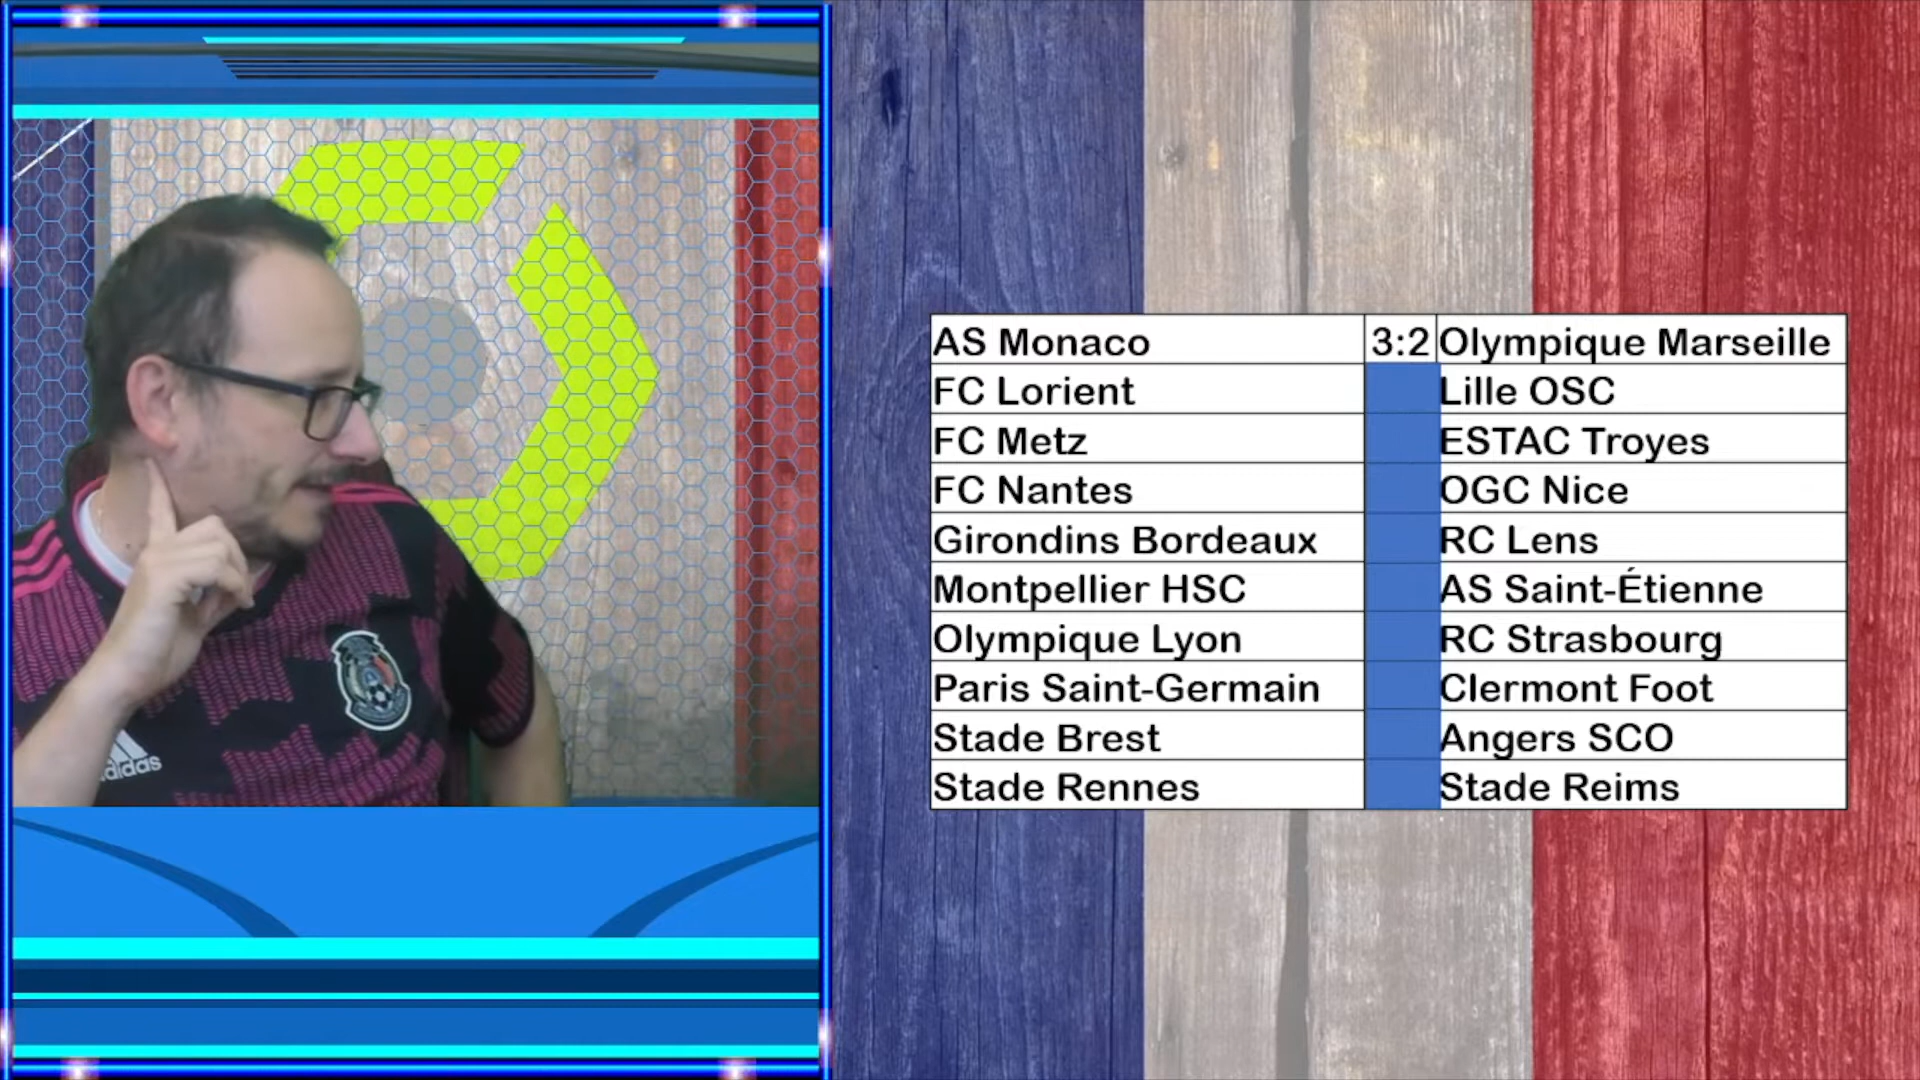 AS Monaco 3:2 Olympique Marseille
FC Lorient Lille OSC
FC Metz ESTAC Troyes
FC Nantes OGC Nice
Girondins Bordeaux RC Lens
Montpellier HSC AS Saint-Étienne
Olympique Lyon RC Strasbourg
Paris Saint-Germain Clermont Foot
Stade Brest Angers SCO
Stade Rennes Stade Reims
adidas